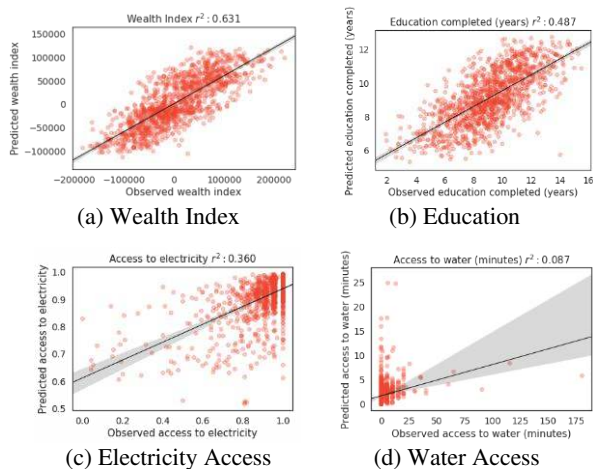 Wealth Index r² : 0.631
Predicted wealth index
150000
100000
50000
0
−50000
−100000
−200000 −100000 0 100000 200000
Observed wealth index
(a) Wealth Index
Education completed (years) r² : 0.487
Predicted education completed (years)
12
10
8
6
2 4 6 8 10 12 14 16
Observed education completed (years)
(b) Education
Access to electricity r² : 0.360
Predicted access to electricity
1.0
0.9
0.8
0.7
0.6
0.5
0.0 0.2 0.4 0.6 0.8 1.0
Observed access to electricity
(c) Electricity Access
Access to water (minutes) r² : 0.087
Predicted access to water (minutes)
30
25
20
15
10
5
0
0 25 50 75 100 125 150 175
Observed access to water (minutes)
(d) Water Access